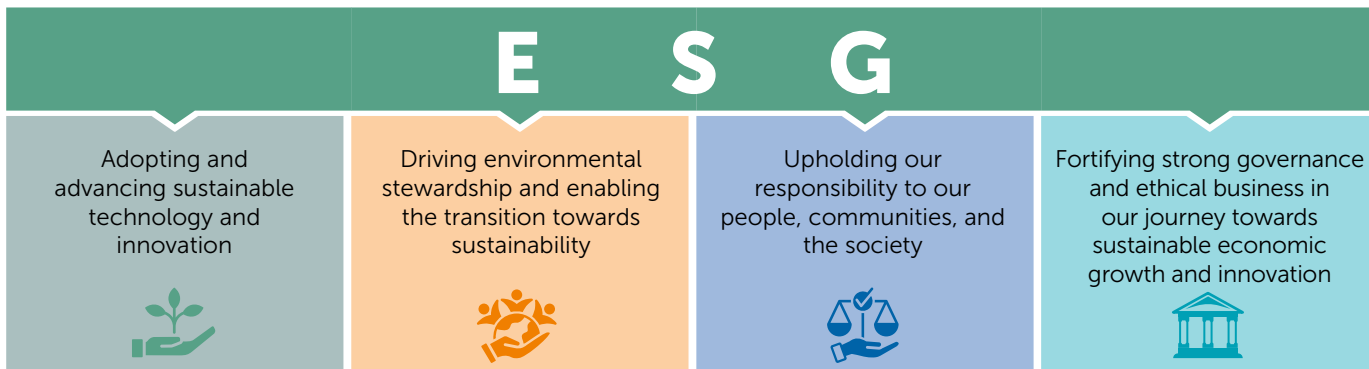 E S G
Adopting and
advancing sustainable
technology and
innovation
Driving environmental
stewardship and enabling
the transition towards
sustainability
Upholding our
responsibility to our
people, communities, and
the society
Fortifying strong governance
and ethical business in
our journey towards
sustainable economic
growth and innovation